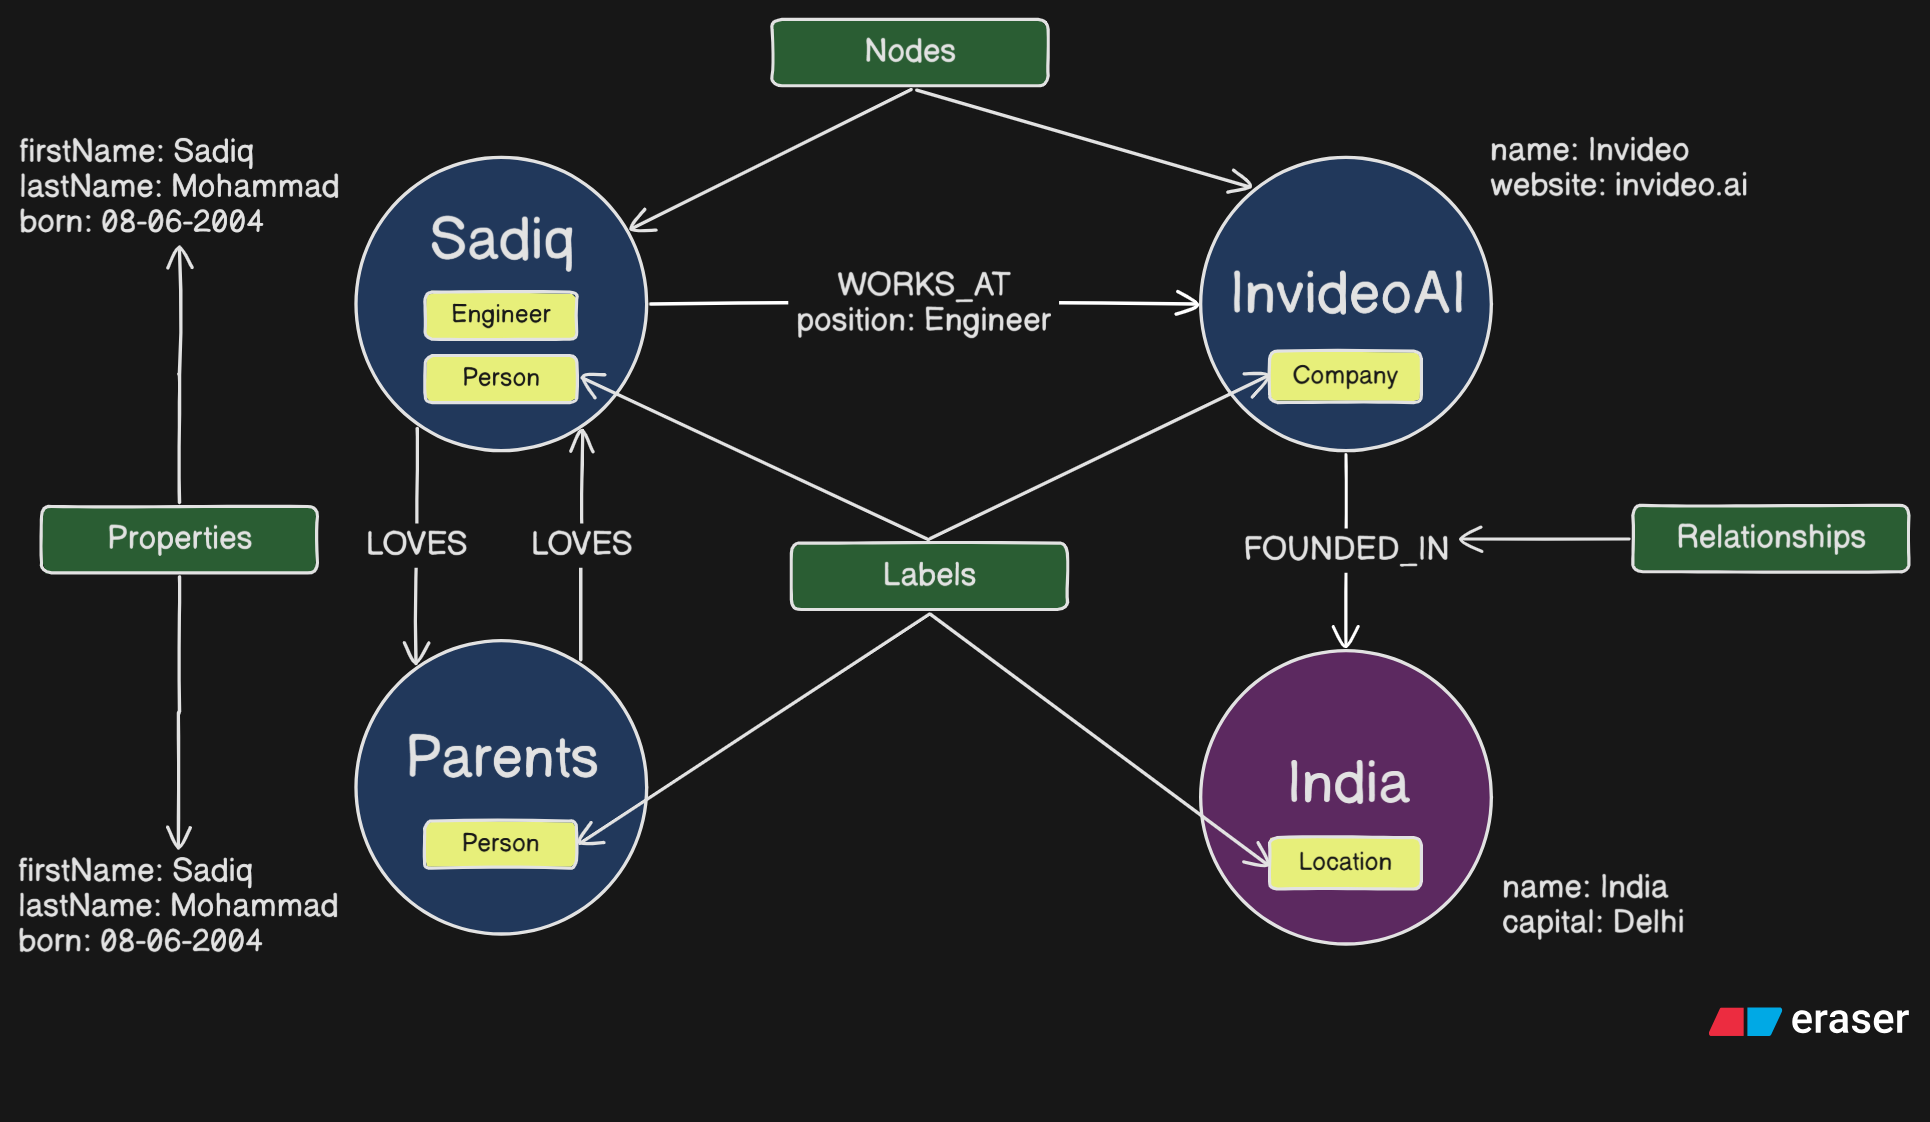 Nodes
firstName: Sadiq
lastName: Mohammad
born: 08-06-2004
name: Invideo
website: invideo.ai
Sadiq
Engineer
Person
WORKS_AT
position: Engineer
InvideoAI
Company
Properties
LOVES
LOVES
Labels
FOUNDED_IN
Relationships
Parents
Person
India
Location
firstName: Sadiq
lastName: Mohammad
born: 08-06-2004
name: India
capital: Delhi
eraser